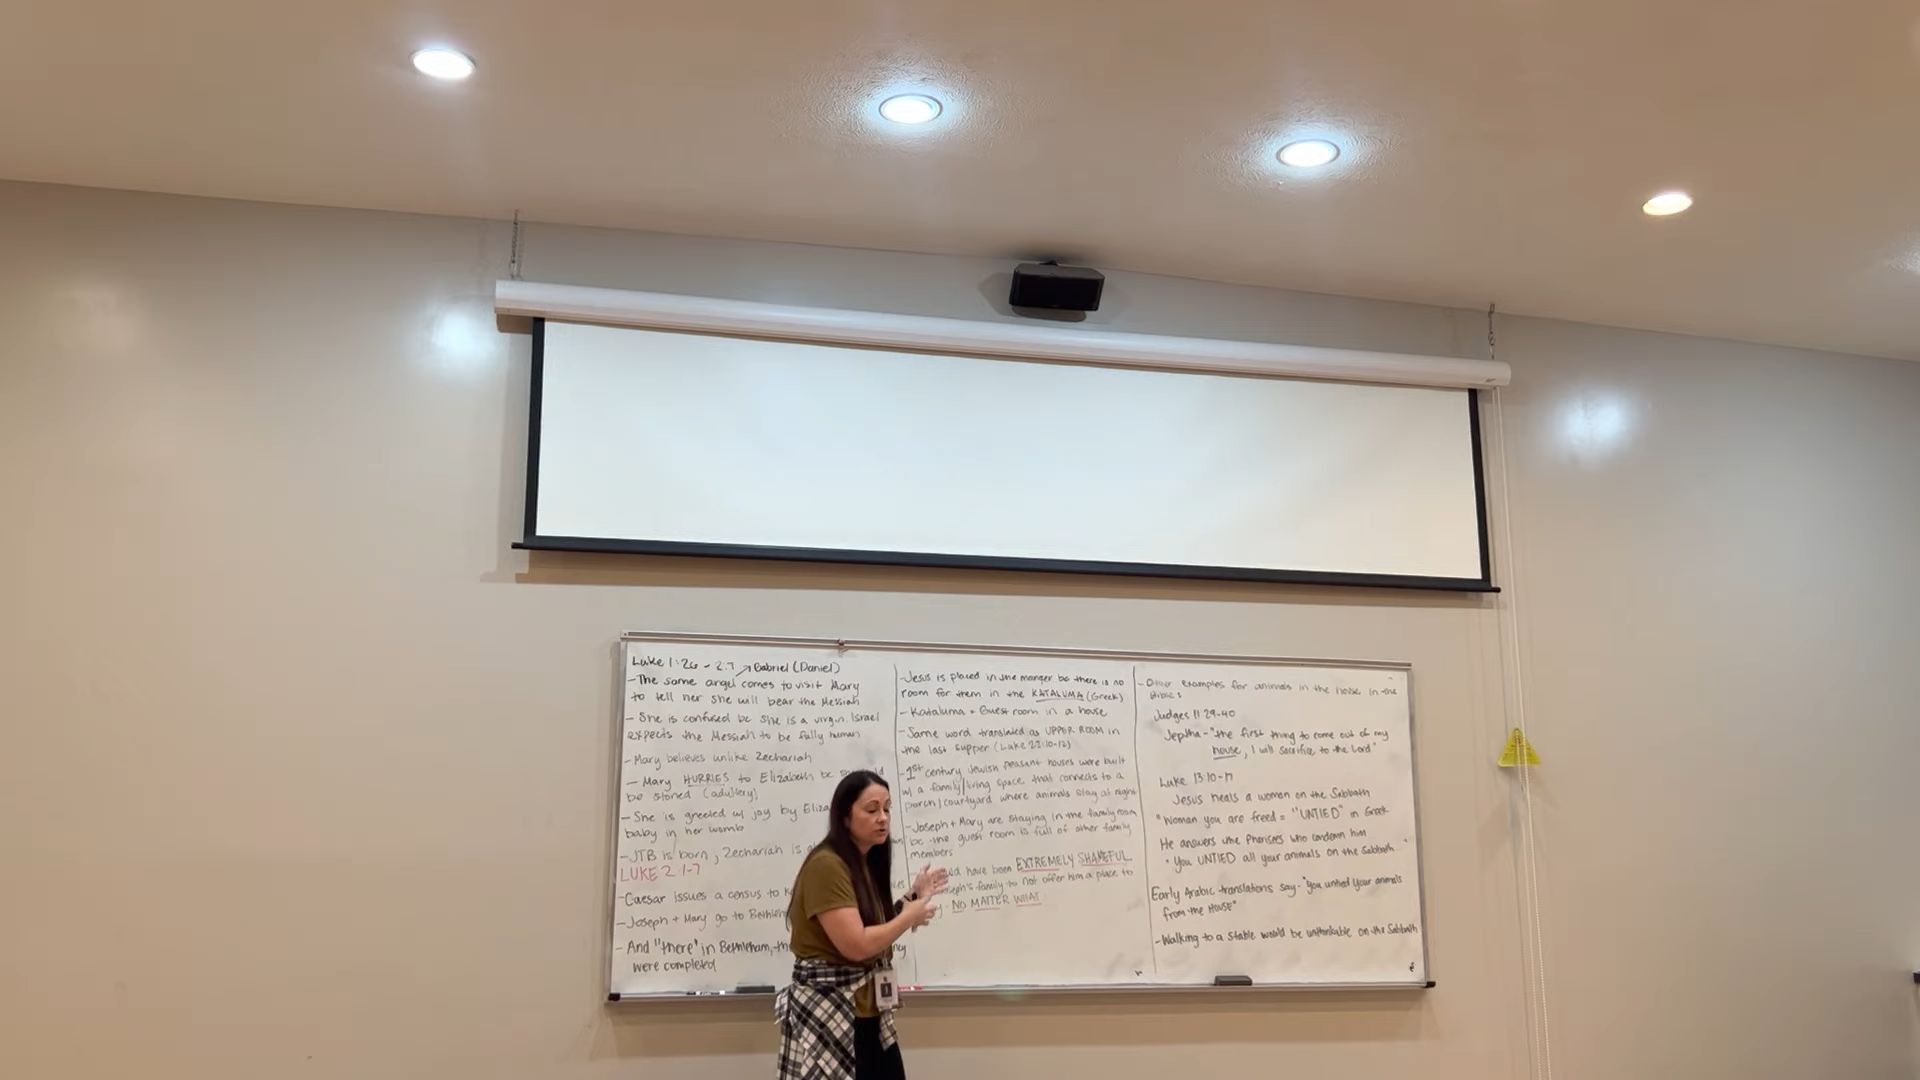 Luke 1:26 - 2:7 → Gabriel (Daniel)
- The same angel comes to visit Mary
to tell her she will bear the Messiah
- She is confused bc she is a virgin. Israel
expects the Messiah to be fully human
- Mary believes unlike Zechariah
- Mary HURRIES to Elizabeth bc
be stoned (adultery)
- She is greeted w/ joy by
baby in her womb
- JTB is born, Zechariah is
LUKE 2:1-7
- Caesar issues a census to
- Joseph + Mary go to
- And "there" in Bethleham,
were completed
- Jesus is placed in the manger bc there is no
room for them in the KATALUMA (Greek)
- Kataluma = Guest room in a house
- Same word translated as UPPER ROOM in
the last supper (Luke 22:10-12)
- 1st century Jewish peasant houses were built
w/ a family/living space that connects to a
porch/courtyard where animals stay at night
- Joseph + Mary are staying in the family room
bc the guest room is full of other family
members
have been EXTREMELY SHAMEFUL
family to not offer him a place to
NO MATTER WHAT
- Other examples for animals in the house in the
Bible:
Judges 11:29-40
Jeptha - "the first thing to come out of my
house, I will sacrifice to the Lord"
Luke 13:10-17
Jesus heals a woman on the Sabbath
"Woman you are freed = "UNTIED" in Greek
He answers the Pharisees who condemn him
"You UNTIED all your animals on the Sabbath"
Early Arabic translations say - "you untied your animals
from the HOUSE"
- Walking to a stable would be unthinkable on the Sabbath